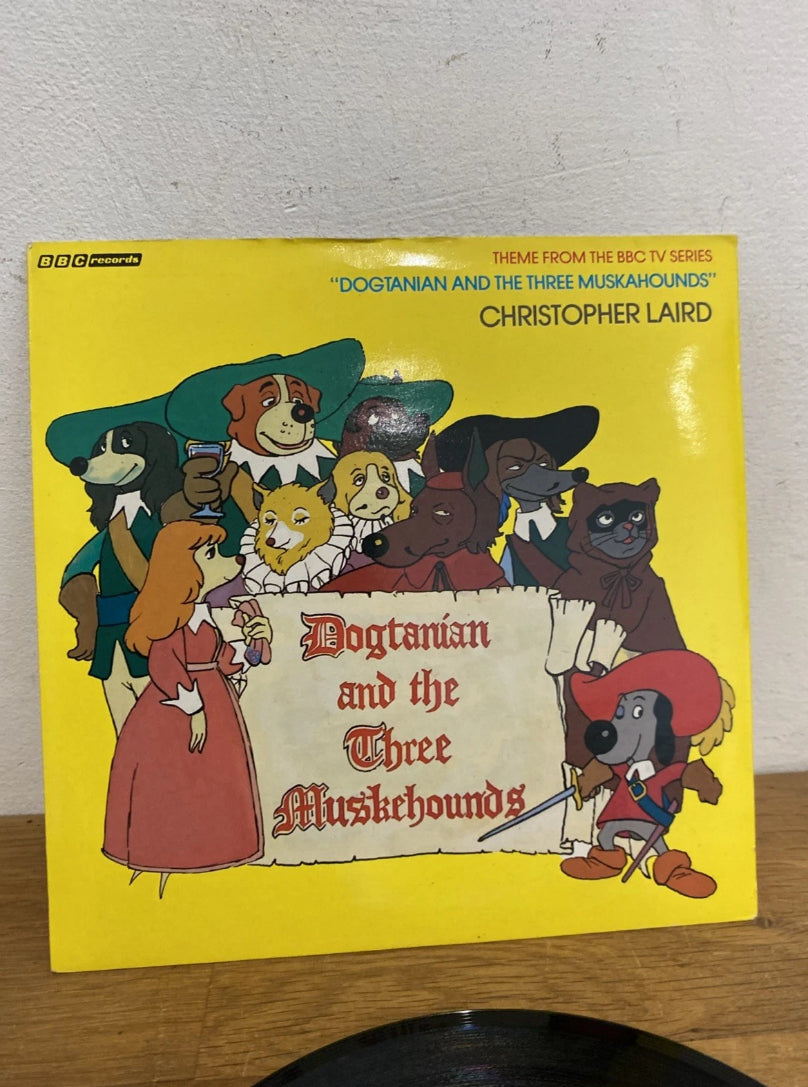 BBC records
THEME FROM THE BBC TV SERIES
"DOGTANIAN AND THE THREE MUSKAHOUNDS"
CHRISTOPHER LAIRD
Dogtanian
and the
Three
Muskehounds